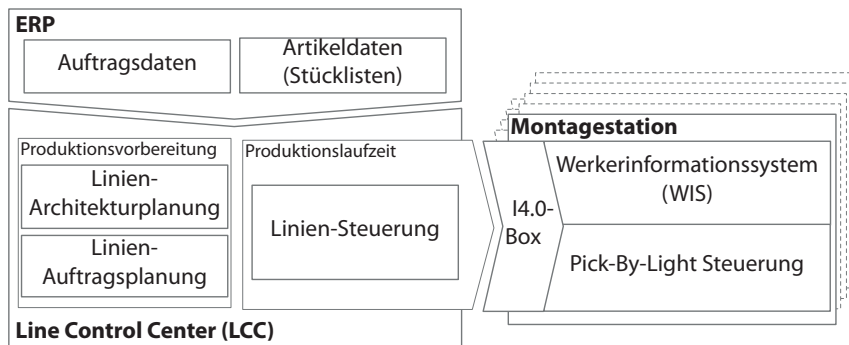 ERP
Auftragsdaten
Artikeldaten
(Stücklisten)
Produktionsvorbereitung
Linien-
Architekturplanung
Linien-
Auftragsplanung
Produktionslaufzeit
Linien-Steuerung
Line Control Center (LCC)
I4.0-
Box
Montagestation
Werkerinformationssystem
(WIS)
Pick-By-Light Steuerung